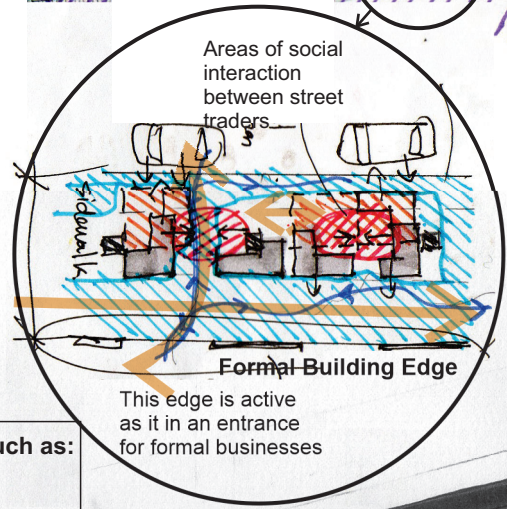 Areas of social
interaction
between street
traders
sidewalk
Formal Building Edge
This edge is active
as it in an entrance
for formal businesses
uch as: